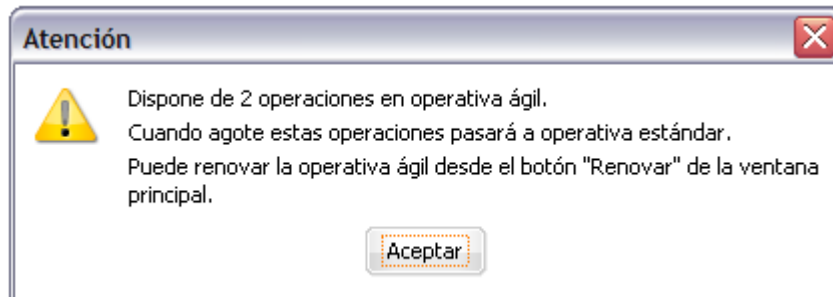 Atención
Dispone de 2 operaciones en operativa ágil.
Cuando agote estas operaciones pasará a operativa estándar.
Puede renovar la operativa ágil desde el botón "Renovar" de la ventana
principal.
Aceptar